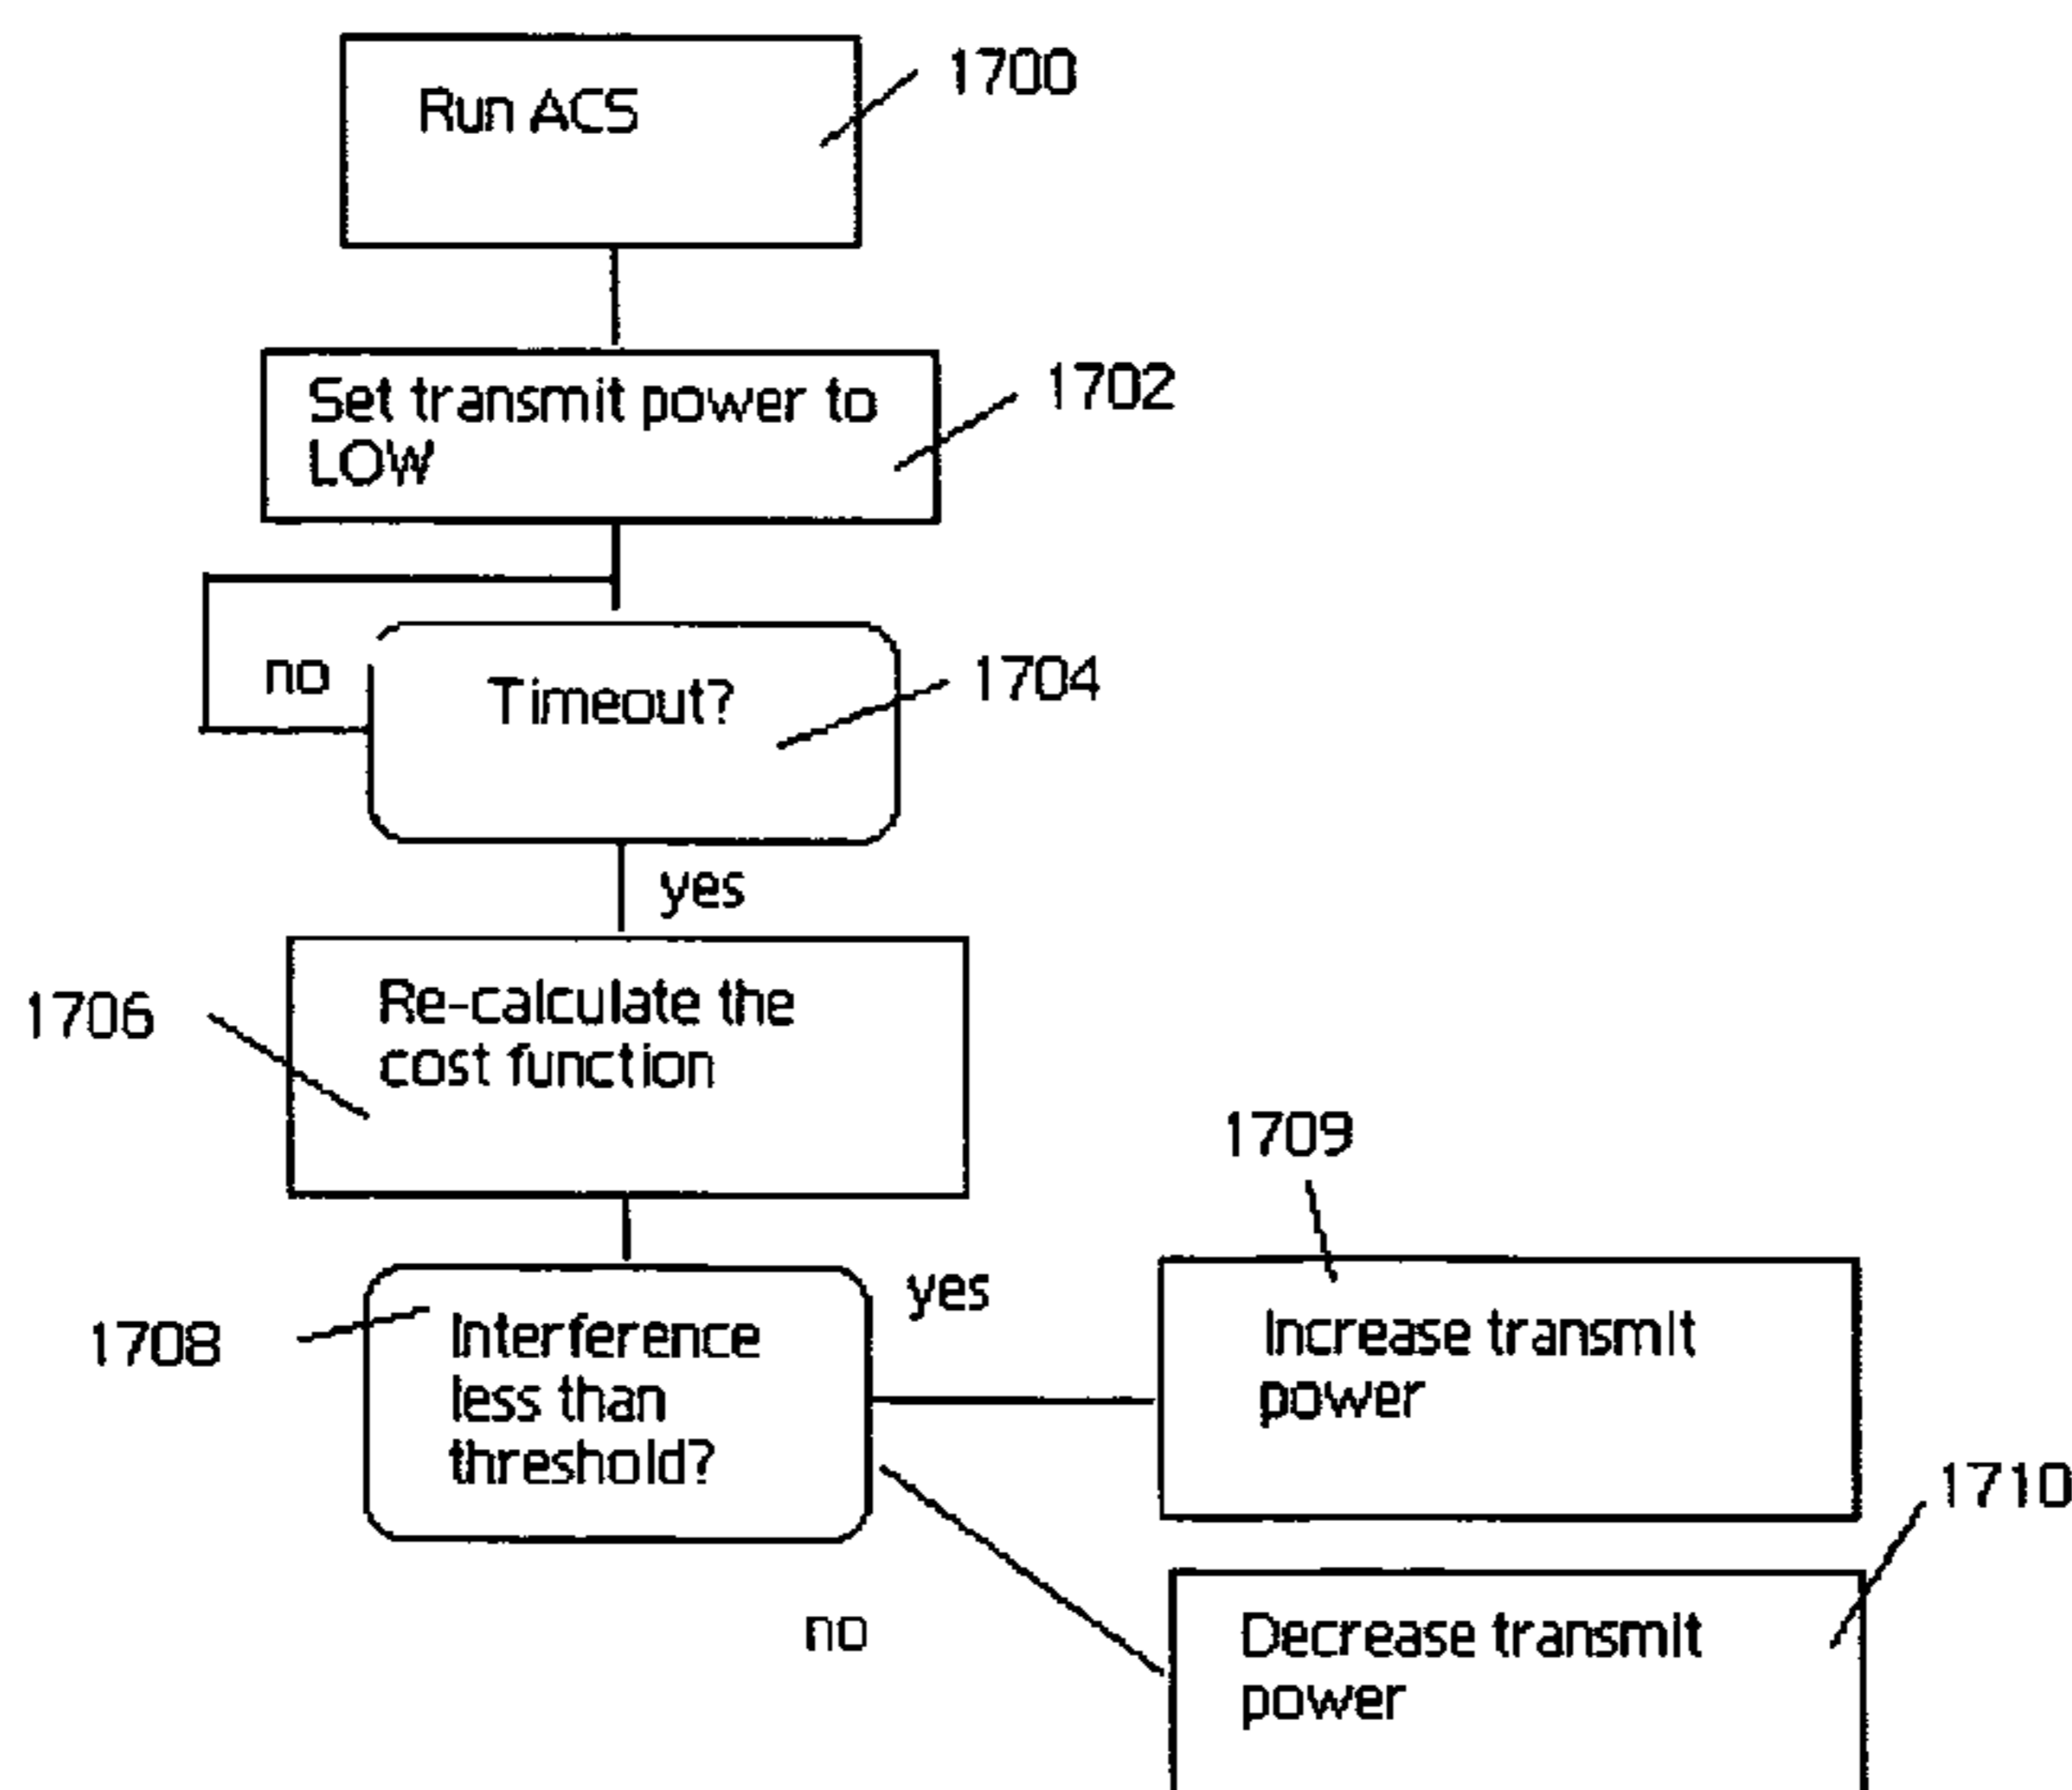 Run ACS
1700
Set transmit power to
LOW
1702
no
Timeout?
1704
yes
1706
Re-calculate the
cost function
1709
1708
Interference
less than
threshold?
yes
Increase transmit
power
1710
no
Decrease transmit
power